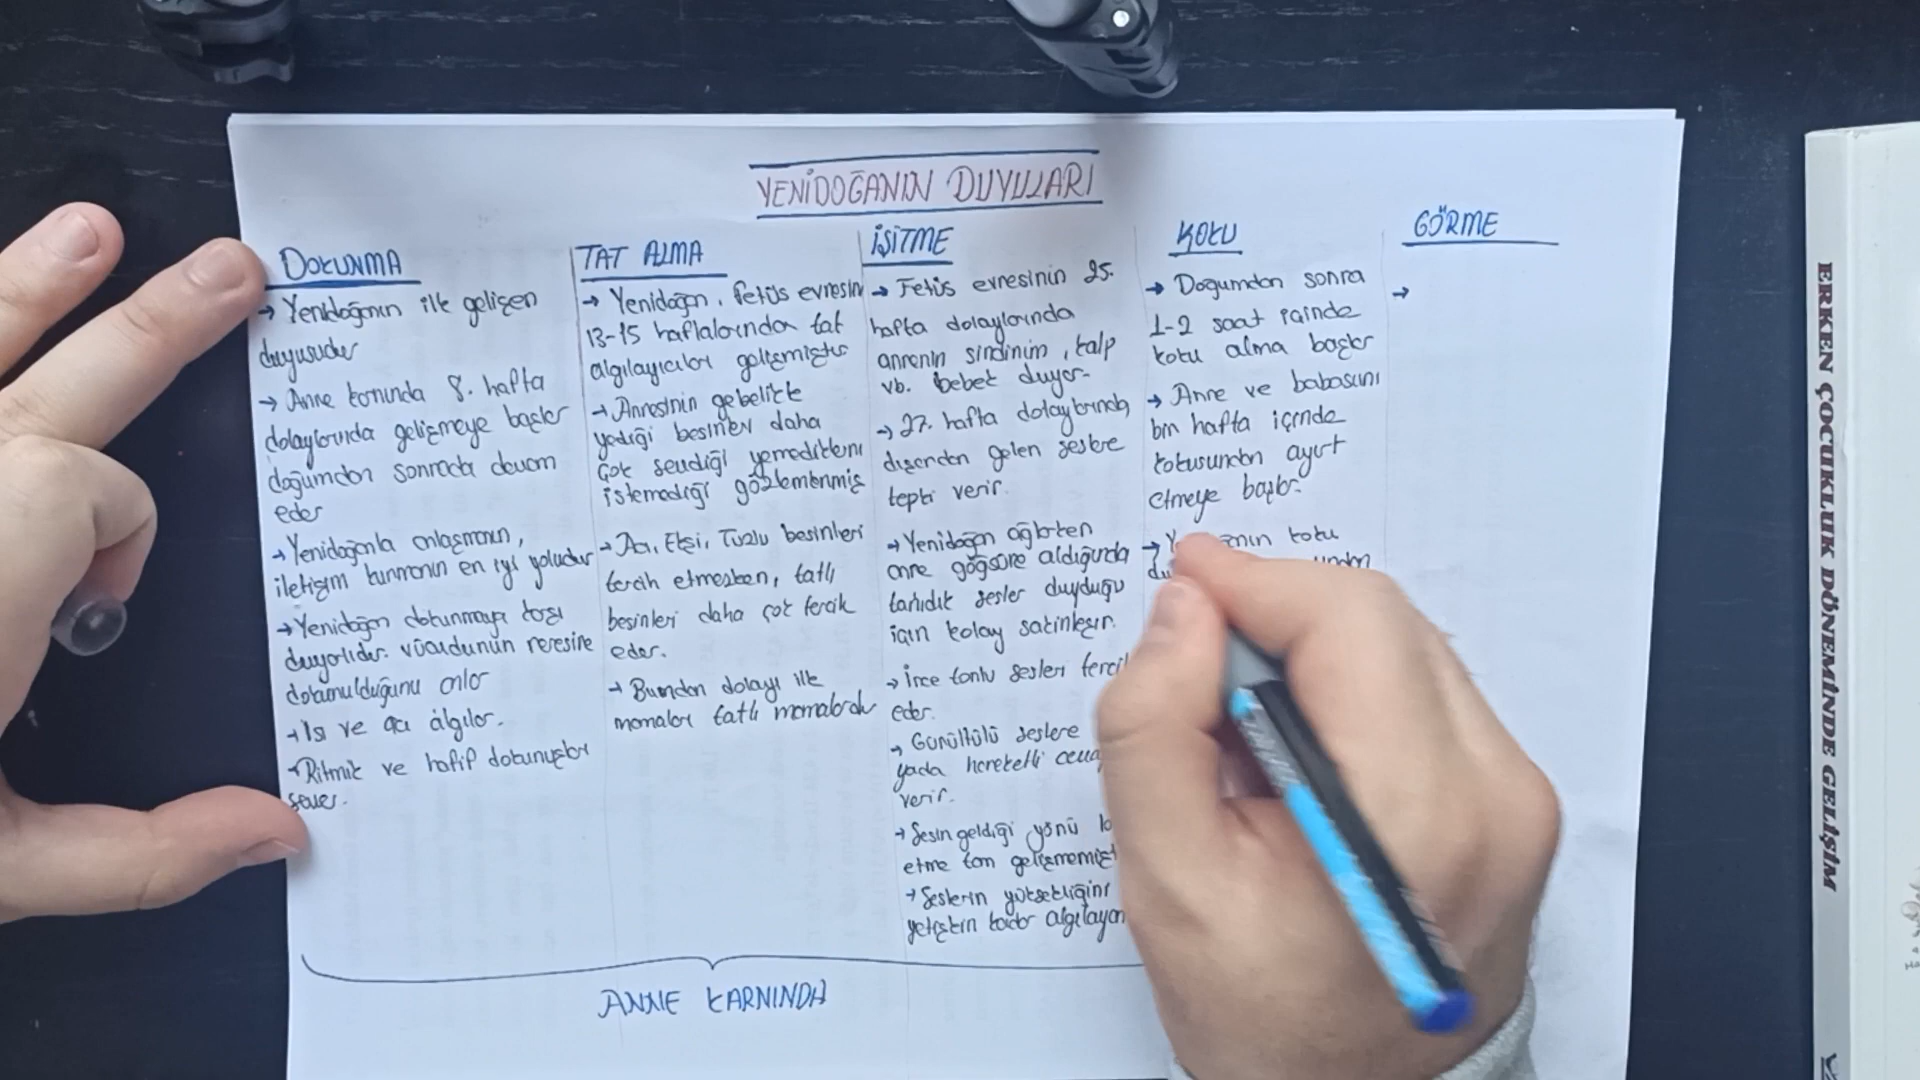 YENİDOĞANIN DUYULARI
DOKUNMA
→ Yenidoğanın ilk gelişen
duyusudur
→ Anne karnında 8. hafta
dolaylarında gelişmeye başlar
doğumdan sonrada devam
eder
→ Yenidoğanla anlaşmanın,
iletişim kurmanın en iyi yoludur
→ Yenidoğan dokunmaya karşı
duyarlıdır. vücudunun neresine
dokunulduğunu anlar
→ Isı ve acı algılar.
→ Ritmik ve hafif dokunuşları
sever.
TAT ALMA
→ Yenidoğan, fetüs evresin
13-15 haftalarında tat
algılayıcıları gelişmiştir
→ Annesinin gebelikte
yediği besinleri daha
çok sevdiği yemediklerini
istemediği gözlemlenmiş
→ Acı, Ekşi, Tuzlu besinleri
tercih etmezken, tatlı
besinleri daha çok tercih
eder.
→ Bundan dolayı ilk
mamaları tatlı mamalardır
İŞİTME
→ Fetüs evresinin 25.
hafta dolaylarında
annenin sindirim, kalp
vb. bebek duyar.
→ 27. hafta dolaylarında
dışarıdan gelen seslere
tepki verir.
→ Yenidoğan ağlarken
anne göğsüne aldığında
tanıdık sesler duyduğu
için kolay sakinleşir.
→ İnce tonlu sesleri
eder.
→ Gürültülü seslere
yada hareketli
verir.
→ Sesin geldiği yönü
etme tam
→ Seslerin yüksekliğini
yetişkin kadar
KOKU
→ Doğumdan sonra
1-2 saat içinde
koku alma başlar
→ Anne ve babasını
bir hafta içinde
kokusundan ayırt
etmeye başlar.
→ koku
GÖRME
→
ANNE KARNINDA
ERKEN ÇOCUKLUK DÖNEMİNDE GELİŞİM